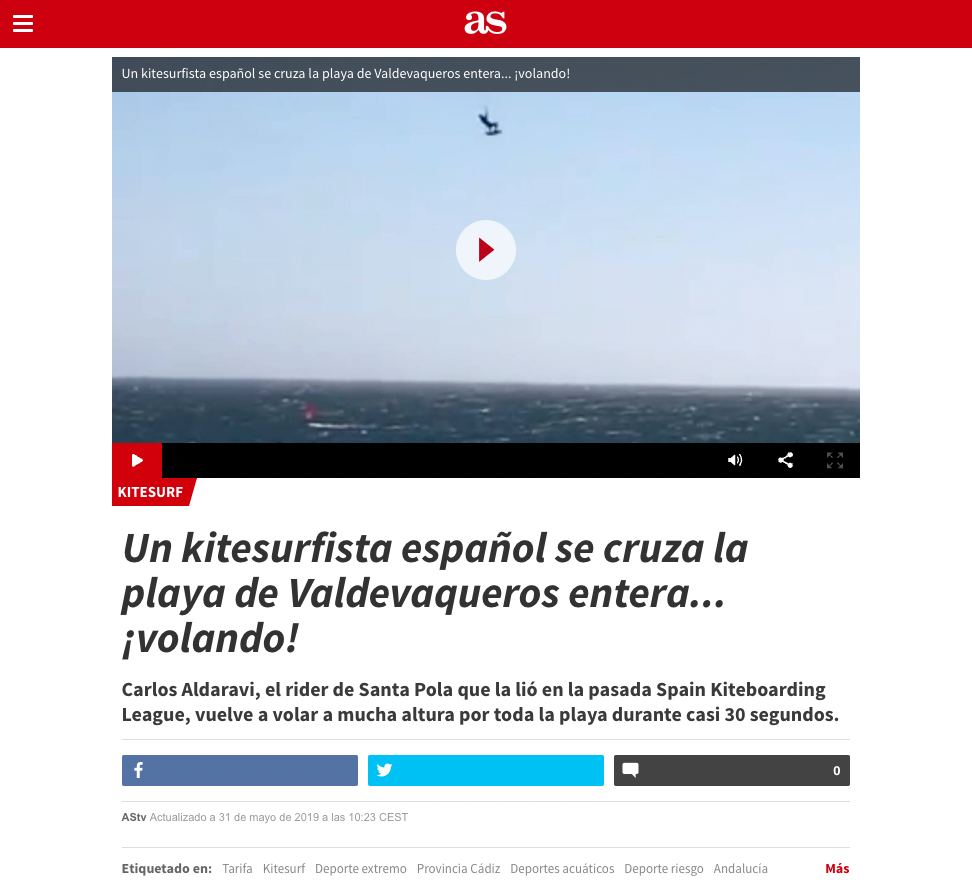 as
Un kitesurfista español se cruza la playa de Valdevaqueros entera... ¡volando!
KITESURF
Un kitesurfista español se cruza la
playa de Valdevaqueros entera...
¡volando!
Carlos Aldaravi, el rider de Santa Pola que la lió en la pasada Spain Kiteboarding
League, vuelve a volar a mucha altura por toda la playa durante casi 30 segundos.
0
AStv Actualizado a 31 de mayo de 2019 a las 10:23 CEST
Etiquetado en: Tarifa Kitesurf Deporte extremo Provincia Cádiz Deportes acuáticos Deporte riesgo Andalucía Más